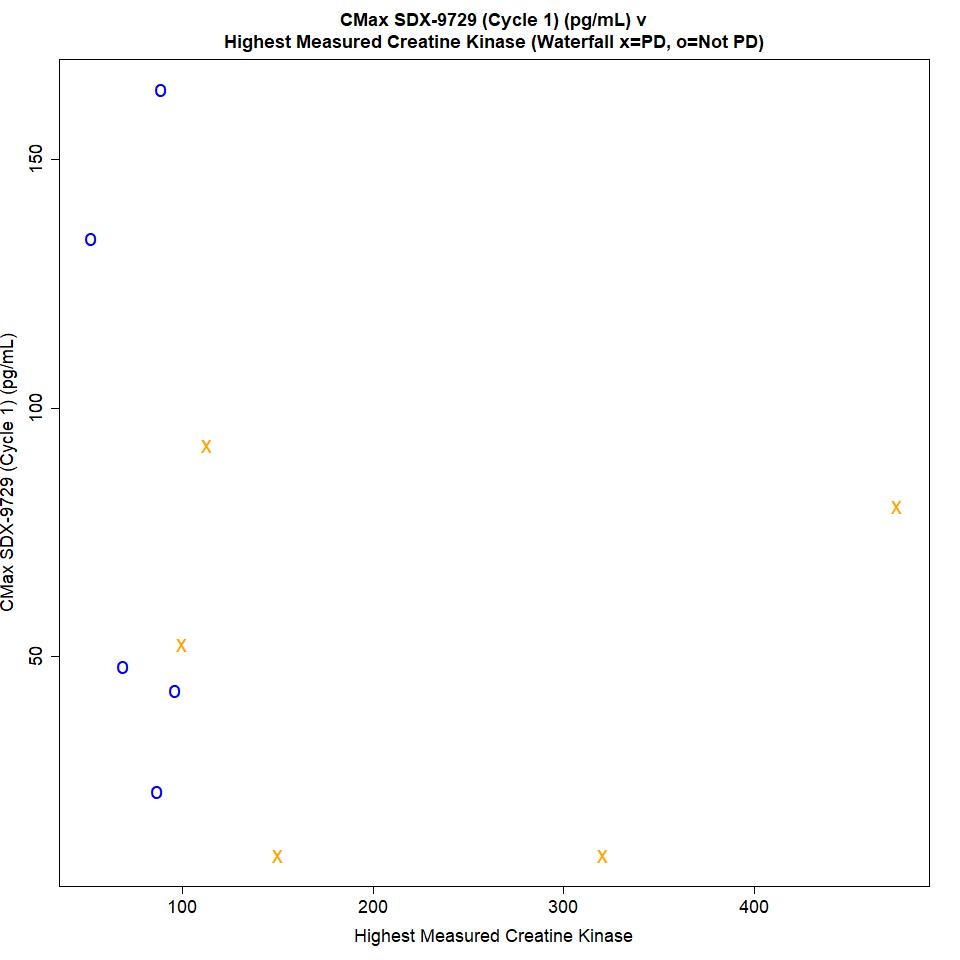 CMax SDX-9729 (Cycle 1) (pg/mL) v
Highest Measured Creatine Kinase (Waterfall x=PD, o=Not PD)
CMax SDX-9729 (Cycle 1) (pg/mL)
150
100
50
O
O
X
X
X
O
O
O
X
X
100 200 300 400
Highest Measured Creatine Kinase